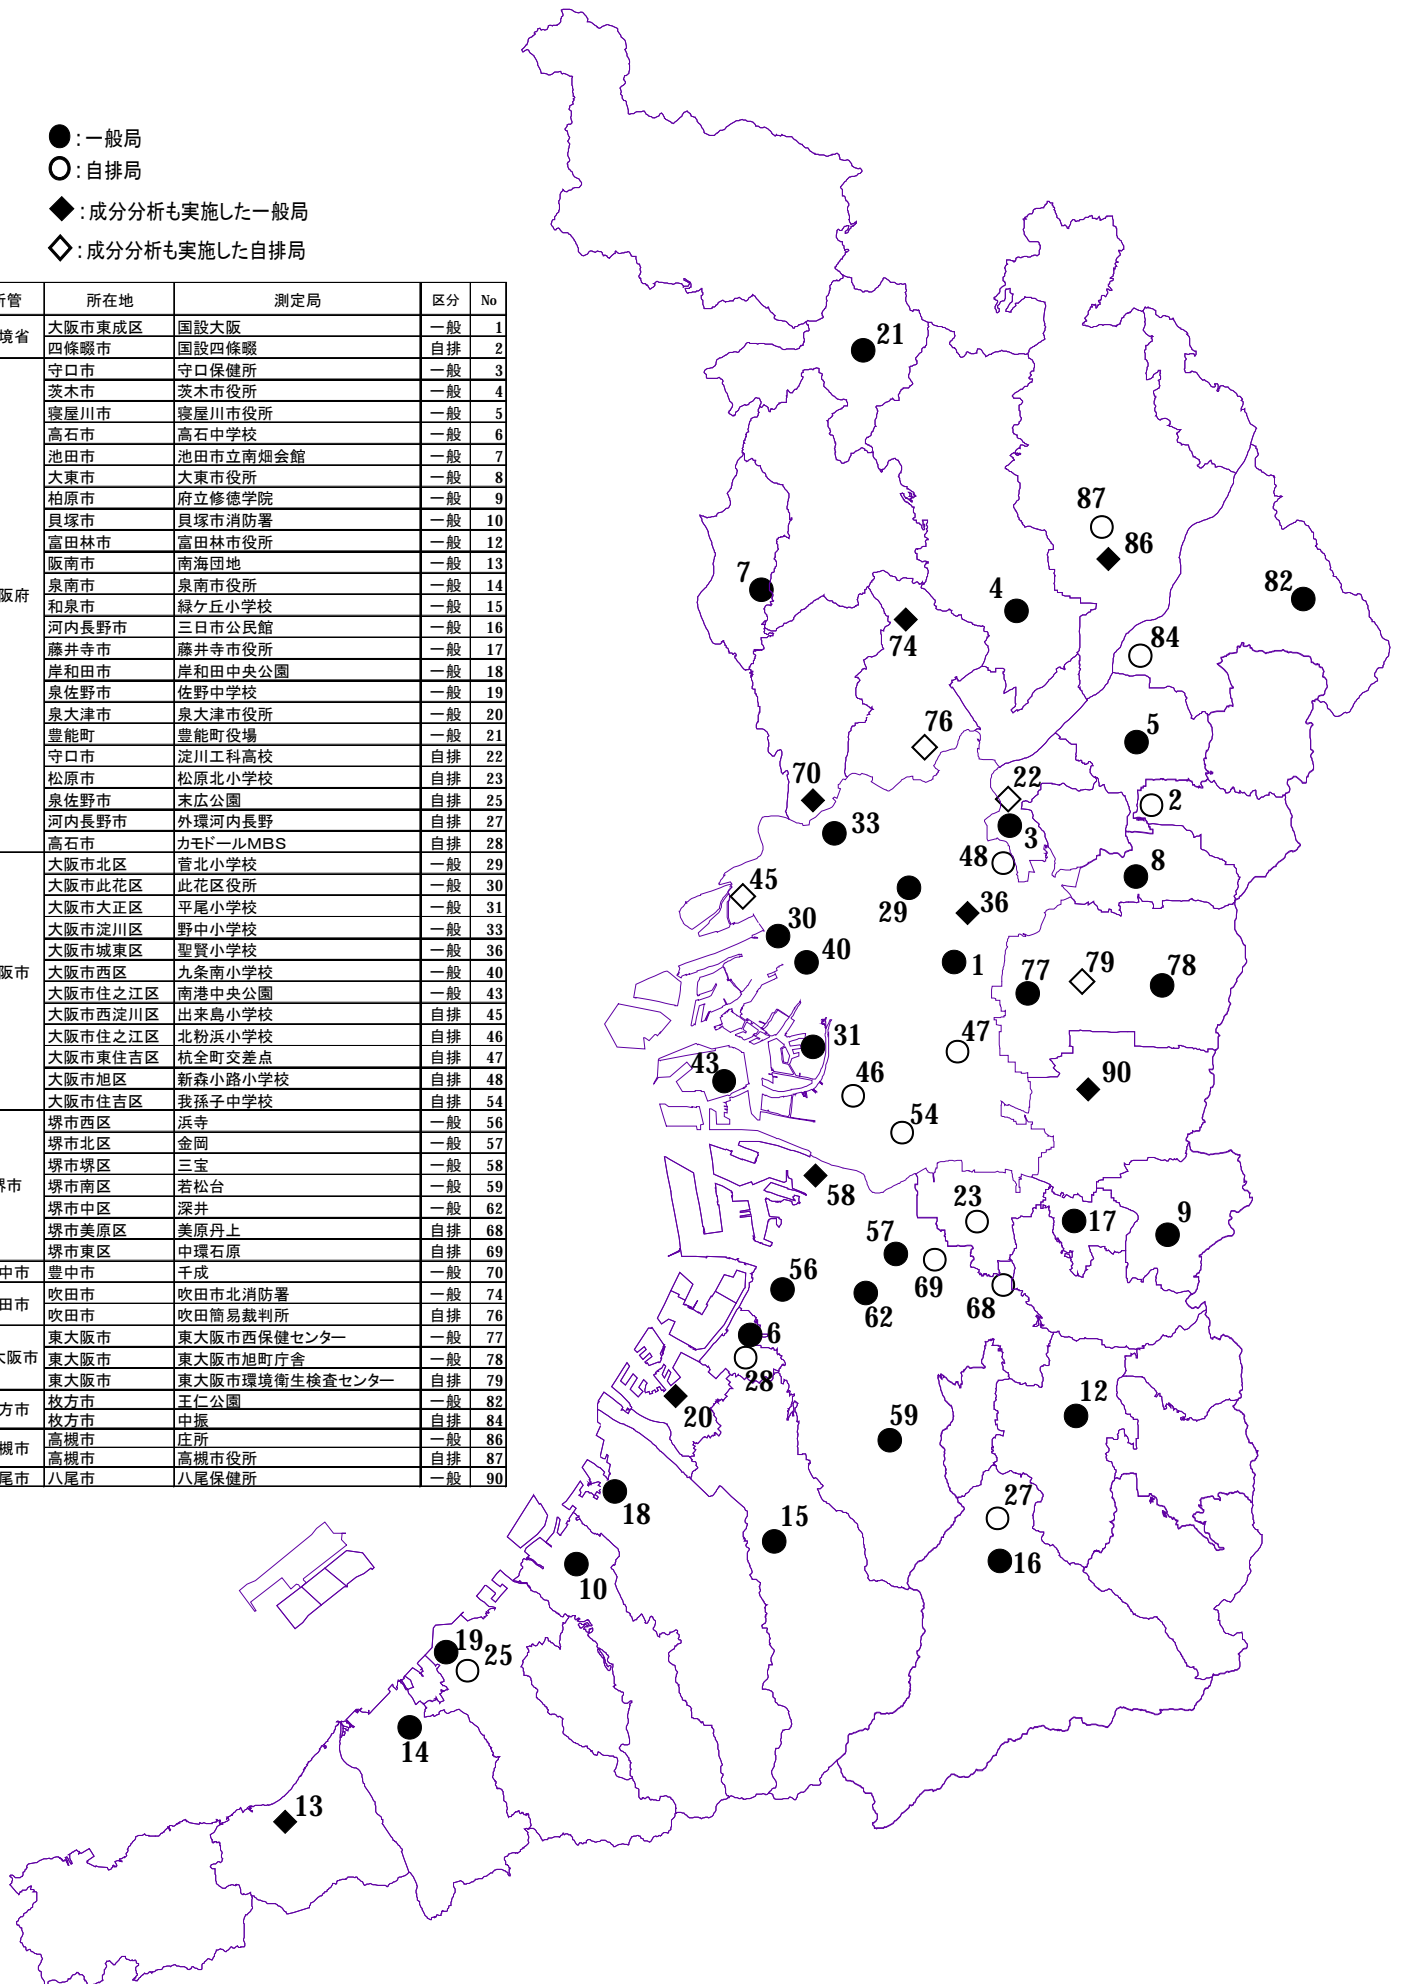 ●:一般局
○:自排局
◆:成分分析も実施した一般局
◇:成分分析も実施した自排局
所管 所在地 測定局 区分 No
境省 大阪市東成区 国設大阪 一般 1
四條畷市 国設四條畷 自排 2
守口市 守口保健所 一般 3
茨木市 茨木市役所 一般 4
寝屋川市 寝屋川市役所 一般 5
高石市 高石中学校 一般 6
池田市 池田市立南畑会館 一般 7
大東市 大東市役所 一般 8
柏原市 府立修徳学院 一般 9
貝塚市 貝塚市消防署 一般 10
富田林市 富田林市役所 一般 12
阪南市 南海団地 一般 13
泉南市 泉南市役所 一般 14
阪府 和泉市 緑ケ丘小学校 一般 15
河内長野市 三日市公民館 一般 16
藤井寺市 藤井寺市役所 一般 17
岸和田市 岸和田中央公園 一般 18
泉佐野市 佐野中学校 一般 19
泉大津市 泉大津市役所 一般 20
豊能町 豊能町役場 一般 21
守口市 淀川工科高校 自排 22
松原市 松原北小学校 自排 23
泉佐野市 末広公園 自排 25
河内長野市 外環河内長野 自排 27
高石市 カモドールMBS 自排 28
大阪市北区 菅北小学校 一般 29
大阪市此花区 此花区役所 一般 30
大阪市大正区 平尾小学校 一般 31
大阪市淀川区 野中小学校 一般 33
大阪市城東区 聖賢小学校 一般 36
阪市 大阪市西区 九条南小学校 一般 40
大阪市住之江区 南港中央公園 一般 43
大阪市西淀川区 出来島小学校 自排 45
大阪市住之江区 北粉浜小学校 自排 46
大阪市東住吉区 杭全町交差点 自排 47
大阪市旭区 新森小路小学校 自排 48
大阪市住吉区 我孫子中学校 自排 54
堺市西区 浜寺 一般 56
堺市北区 金岡 一般 57
堺市堺区 三宝 一般 58
堺市 堺市南区 若松台 一般 59
堺市中区 深井 一般 62
堺市美原区 美原丹上 自排 68
堺市東区 中環石原 自排 69
中市 豊中市 千成 一般 70
田市 吹田市 吹田市北消防署 一般 74
吹田市 吹田簡易裁判所 自排 76
東大阪市 東大阪市西保健センター 一般 77
大阪市 東大阪市 東大阪市旭町庁舎 一般 78
東大阪市 東大阪市環境衛生検査センター 自排 79
方市 枚方市 王仁公園 一般 82
枚方市 中振 自排 84
槻市 高槻市 庄所 一般 86
高槻市 高槻市役所 自排 87
尾市 八尾市 八尾保健所 一般 90
21
87
86
7
4
82
74
84
76
5
70
22
2
33
3
48
8
45
29
36
30
40
1
77
79
78
31
47
43
46
90
54
58
23
17
9
57
69
56
62
68
6
28
20
12
59
18
27
15
16
10
19
25
14
13